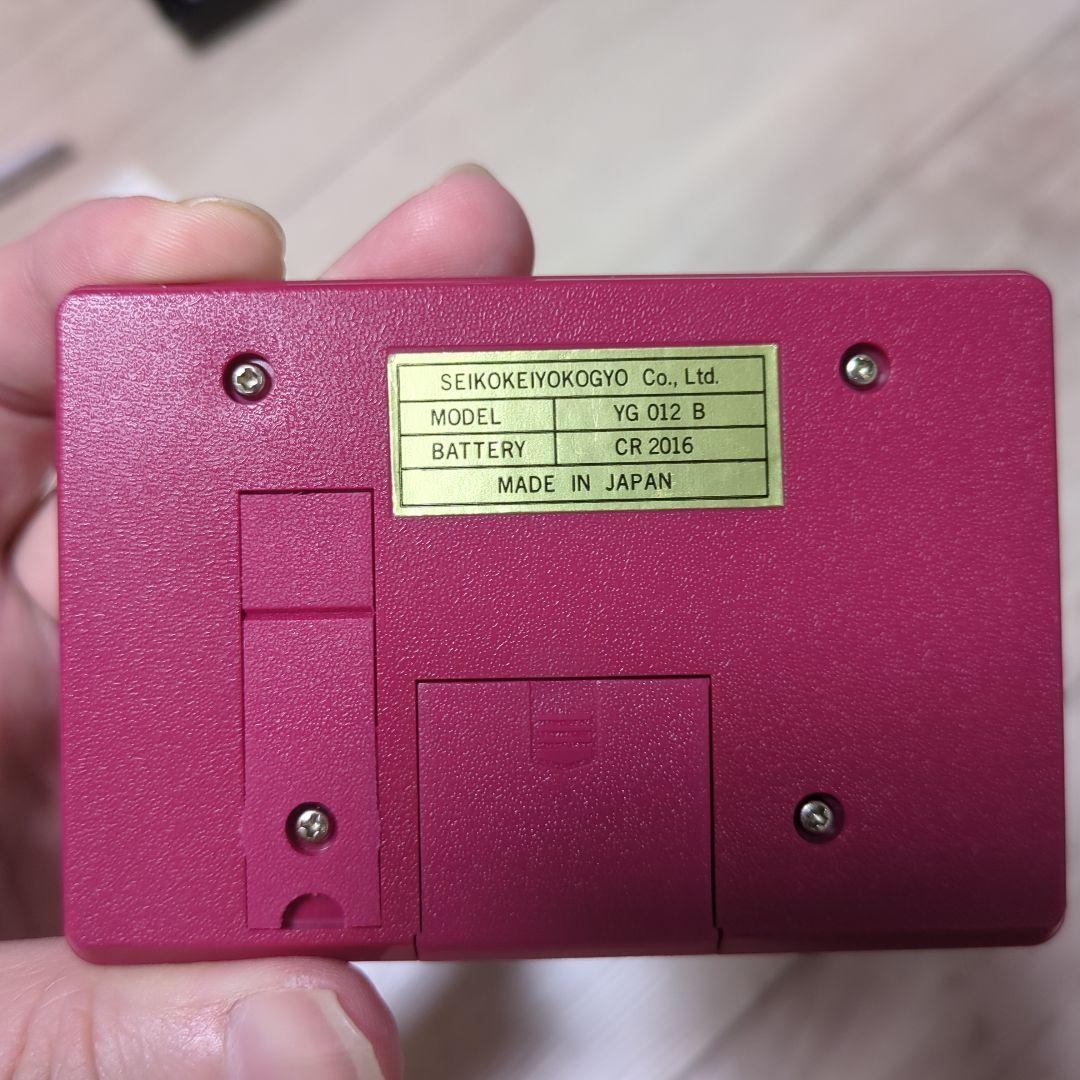 SEIKOKEIYOKOGYO Co., Ltd.
MODEL YG 012 B
BATTERY CR 2016
MADE IN JAPAN